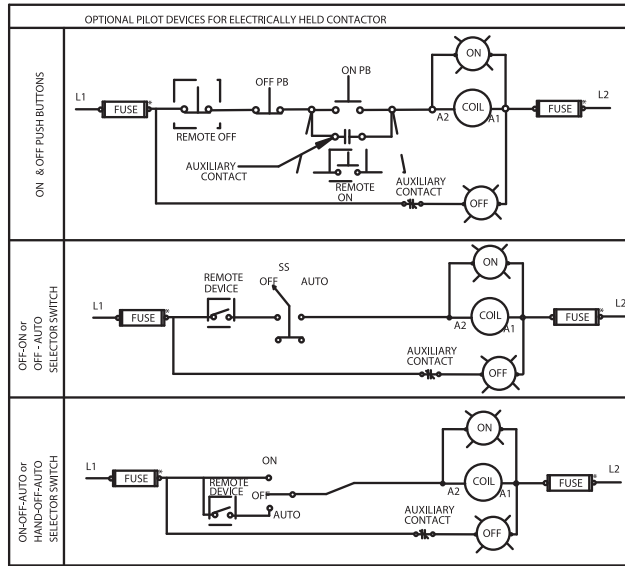 OPTIONAL PILOT DEVICES FOR ELECTRICALLY HELD CONTACTOR
ON & OFF PUSH BUTTONS
ON
ON PB
OFF PB
L1
FUSE*
COIL
A2
A1
FUSE*
L2
REMOTE OFF
AUXILIARY
CONTACT
REMOTE
ON
AUXILIARY
CONTACT
OFF
OFF-ON or
OFF - AUTO
SELECTOR SWITCH
ON
SS
REMOTE
DEVICE
OFF
AUTO
L1
FUSE*
COIL
A2
A1
FUSE*
L2
AUXILIARY
CONTACT
OFF
ON-OFF-AUTO or
HAND-OFF-AUTO
SELECTOR SWITCH
ON
ON
L1
FUSE*
REMOTE
DEVICE
OFF
AUTO
COIL
A2
A1
FUSE*
L2
AUXILIARY
CONTACT
OFF